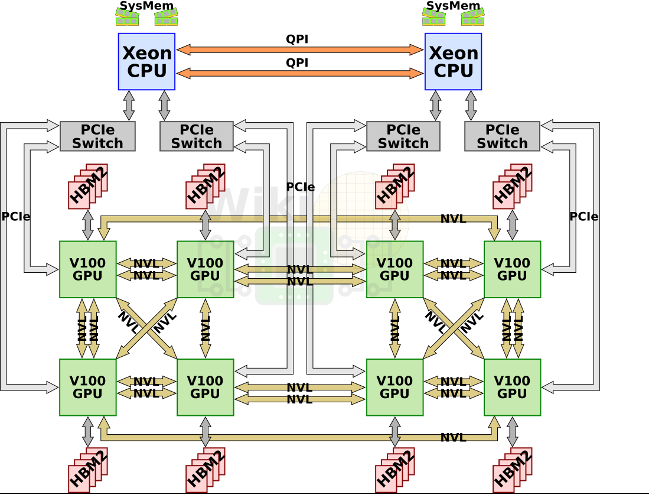 SysMem
SysMem
Xeon
CPU
QPI
QPI
Xeon
CPU
PCIe
Switch
PCIe
Switch
PCIe
Switch
PCIe
Switch
HBM2
HBM2
HBM2
HBM2
PCIe
PCIe
PCIe
Wiki
NVL
V100
GPU
NVL
NVL
V100
GPU
NVL
NVL
V100
GPU
NVL
NVL
V100
GPU
NVL
NVL
NVL
NVL
NVL
NVL
NVL
NVL
NVL
NVL
V100
GPU
NVL
NVL
V100
GPU
NVL
NVL
V100
GPU
NVL
NVL
V100
GPU
NVL
HBM2
HBM2
HBM2
HBM2